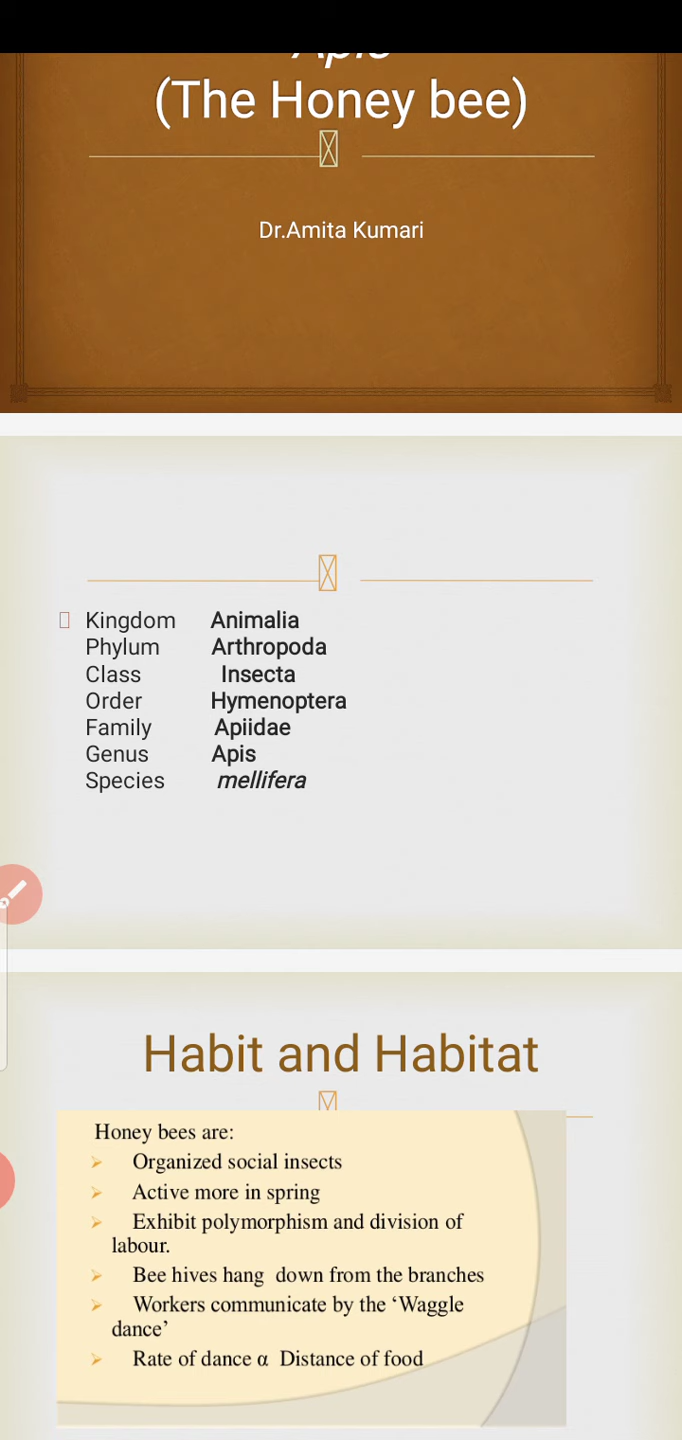 Apis
(The Honey bee)
Dr.Amita Kumari
Kingdom Animalia
Phylum Arthropoda
Class Insecta
Order Hymenoptera
Family Apiidae
Genus Apis
Species mellifera
Habit and Habitat
Honey bees are:
Organized social insects
Active more in spring
Exhibit polymorphism and division of
labour.
Bee hives hang down from the branches
Workers communicate by the ‘Waggle
dance’
Rate of dance α Distance of food